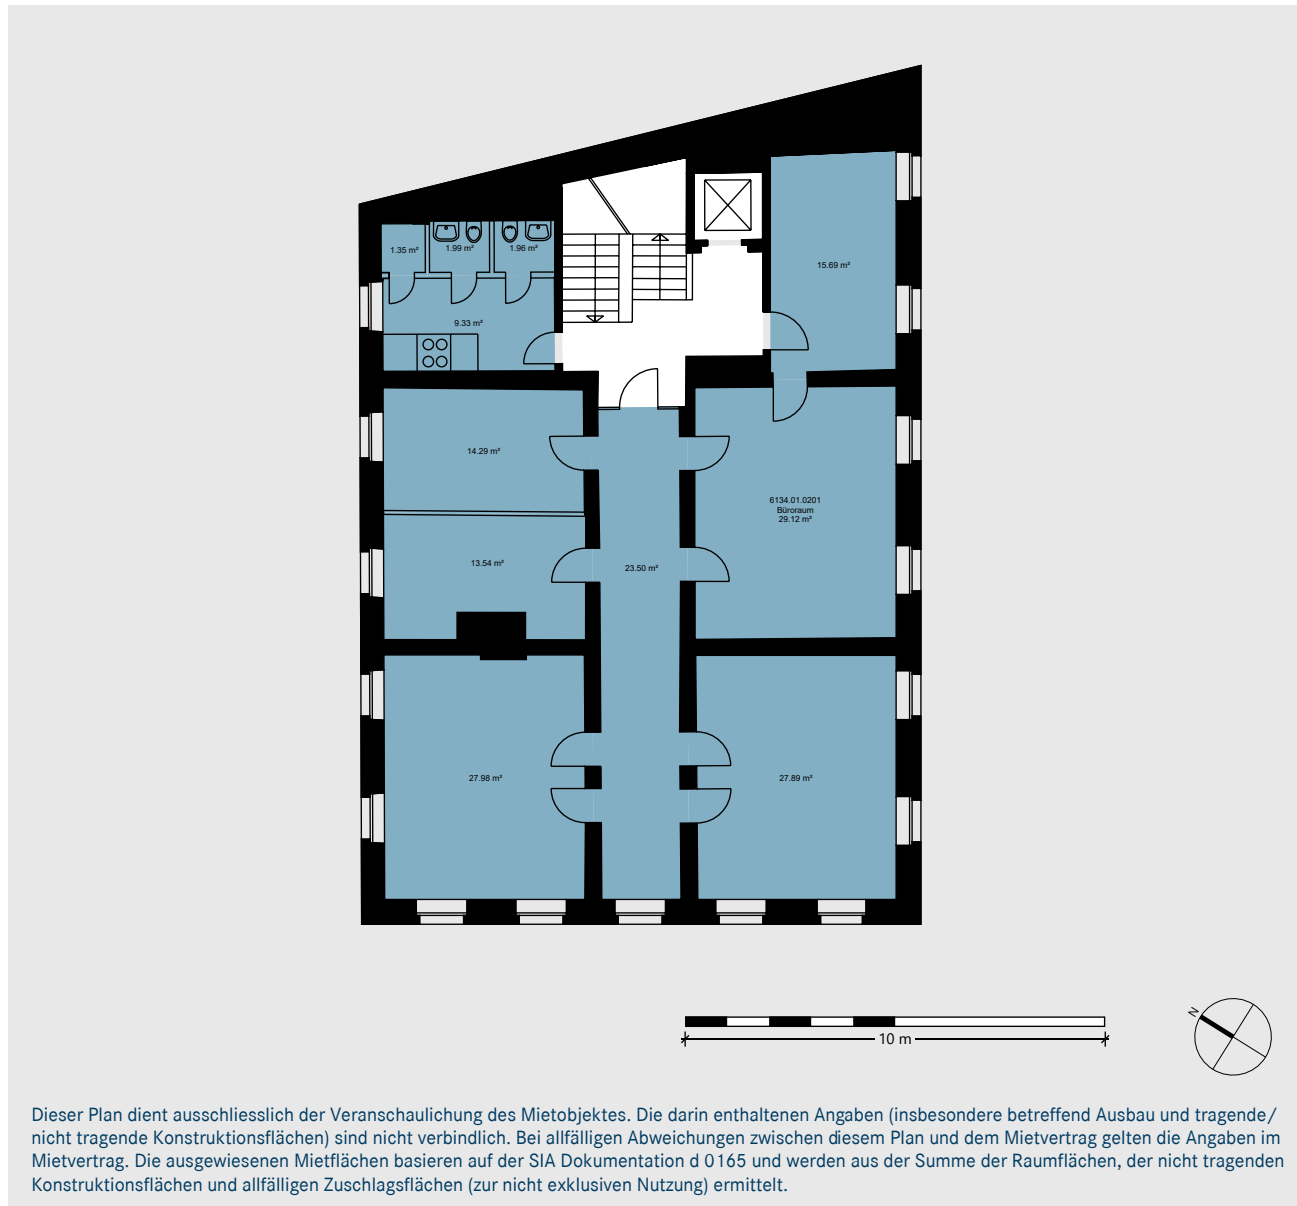 1.35 m²
1.99 m²
1.96 m²
15.69 m²
9.33 m²
14.29 m²
6134.01.0201
Büroraum
29.12 m²
13.54 m²
23.50 m²
27.98 m²
27.89 m²
N
10 m
Dieser Plan dient ausschliesslich der Veranschaulichung des Mietobjektes. Die darin enthaltenen Angaben (insbesondere betreffend Ausbau und tragende/
nicht tragende Konstruktionsflächen) sind nicht verbindlich. Bei allfälligen Abweichungen zwischen diesem Plan und dem Mietvertrag gelten die Angaben im
Mietvertrag. Die ausgewiesenen Mietflächen basieren auf der SIA Dokumentation d 0165 und werden aus der Summe der Raumflächen, der nicht tragenden
Konstruktionsflächen und allfälligen Zuschlagsflächen (zur nicht exklusiven Nutzung) ermittelt.